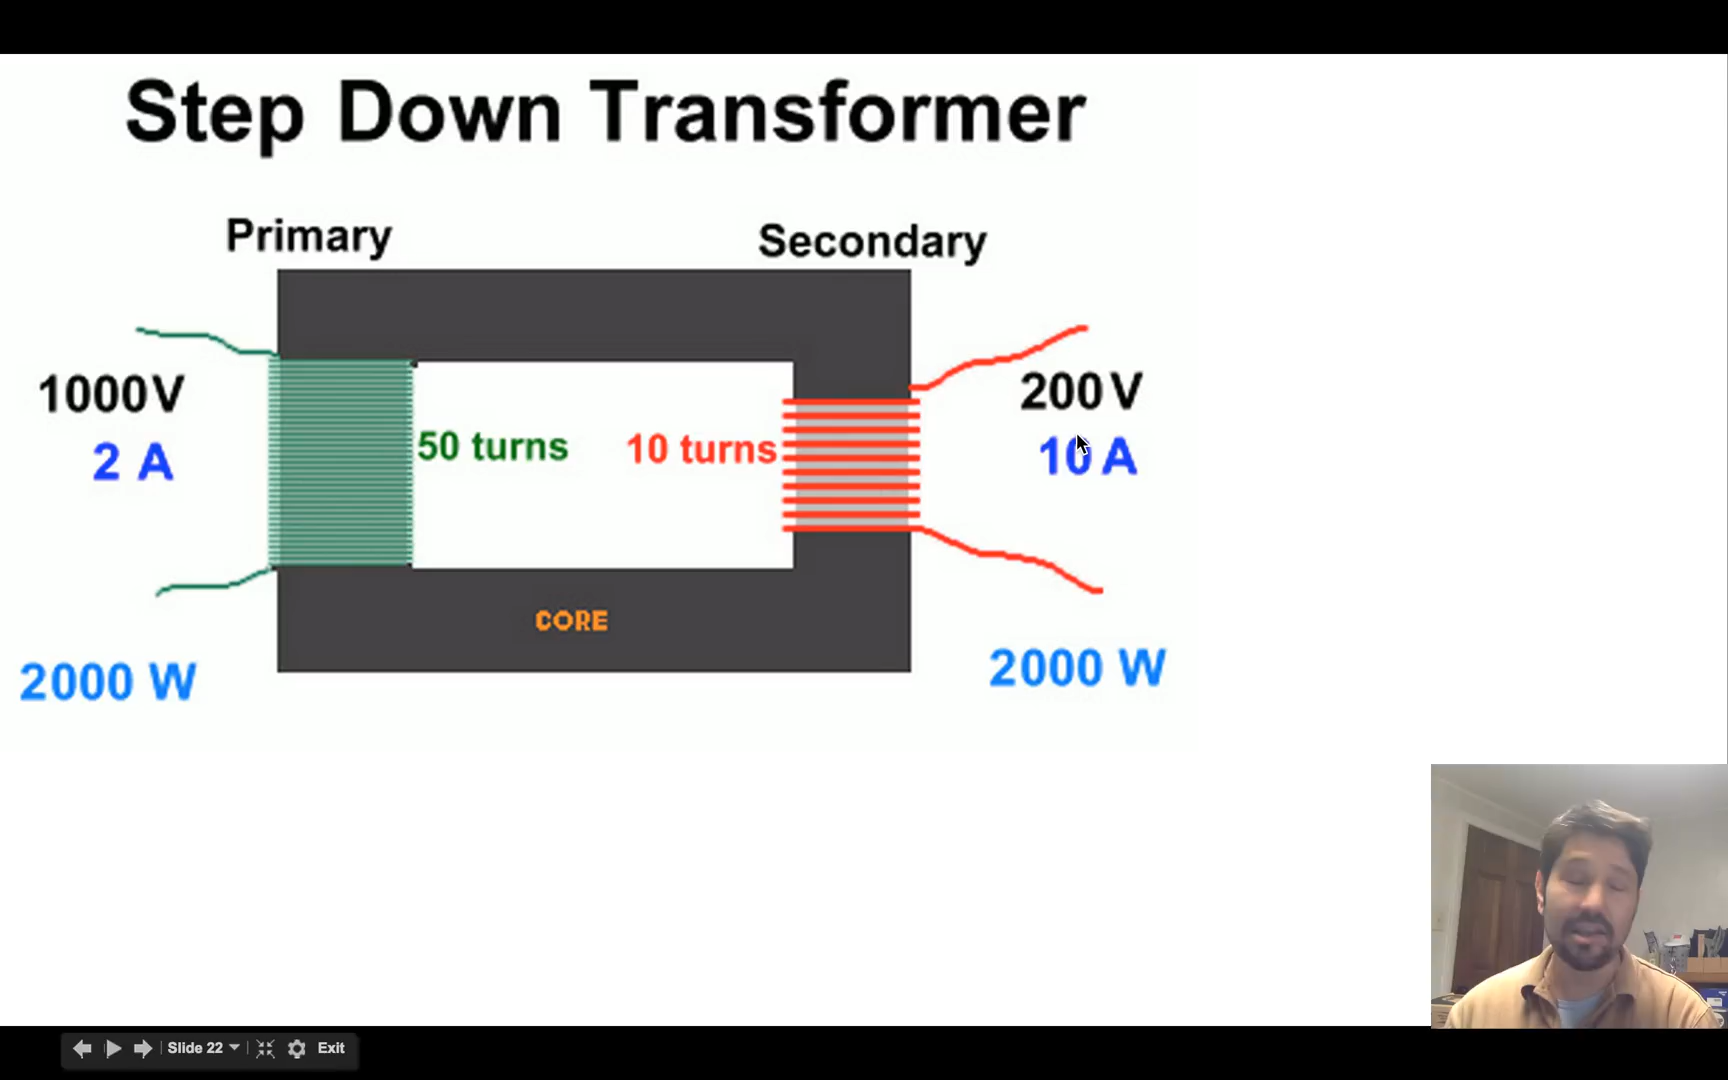 Step Down Transformer
Primary
Secondary
1000V
200V
2 A
50 turns
10 turns
10 A
CORE
2000 W
2000 W
Slide 22
Exit